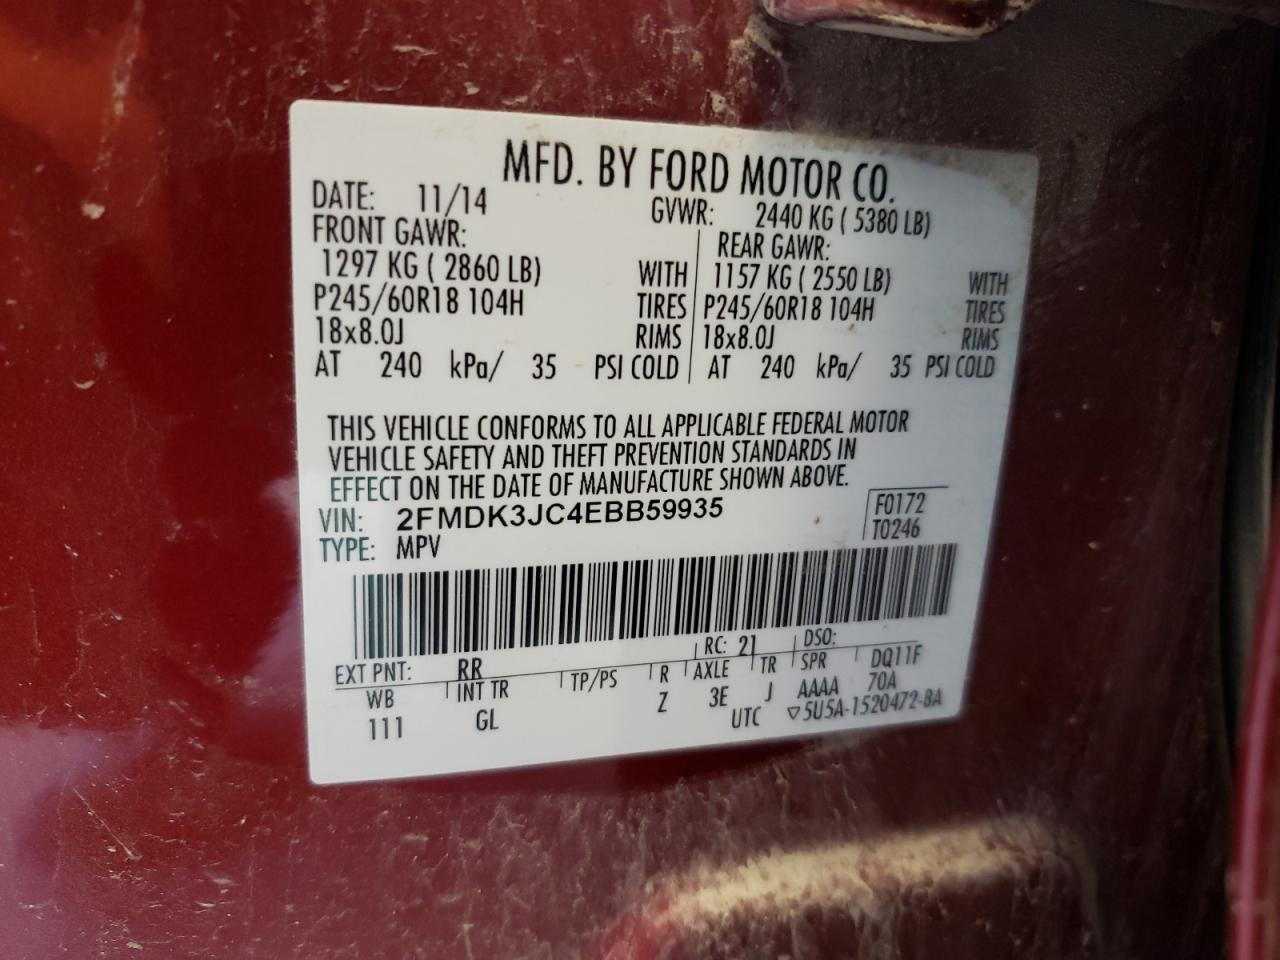 MFD. BY FORD MOTOR CO.
DATE: 11/14 GVWR: 2440 KG ( 5380 LB)
FRONT GAWR: REAR GAWR:
1297 KG ( 2860 LB) WITH 1157 KG ( 2550 LB) WITH
P245/60R18 104H TIRES P245/60R18 104H TIRES
18x8.0J RIMS 18x8.0J RIMS
AT 240 kPa/ 35 PSI COLD AT 240 kPa/ 35 PSI COLD
THIS VEHICLE CONFORMS TO ALL APPLICABLE FEDERAL MOTOR
VEHICLE SAFETY AND THEFT PREVENTION STANDARDS IN
EFFECT ON THE DATE OF MANUFACTURE SHOWN ABOVE.
VIN: 2FMDK3JC4EBB59935 F0172
TYPE: MPV T0246
EXT PNT: RR RC: 21 DSO:
WB INT TR TP/PS R AXLE TR SPR DQ11F
111 GL Z 3E J AAAA 70A
UTC ▽5U5A-1520472-BA